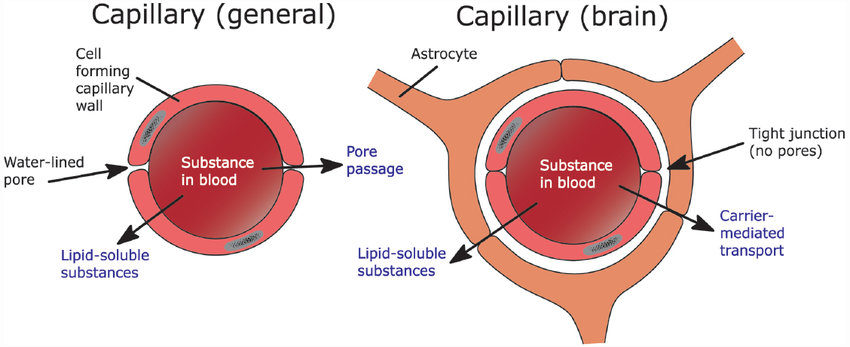 Capillary (general)
Capillary (brain)
Cell
forming
capillary
wall
Water-lined
pore
Substance
in blood
Pore
passage
Lipid-soluble
substances
Astrocyte
Substance
in blood
Tight junction
(no pores)
Lipid-soluble
substances
Carrier-
mediated
transport